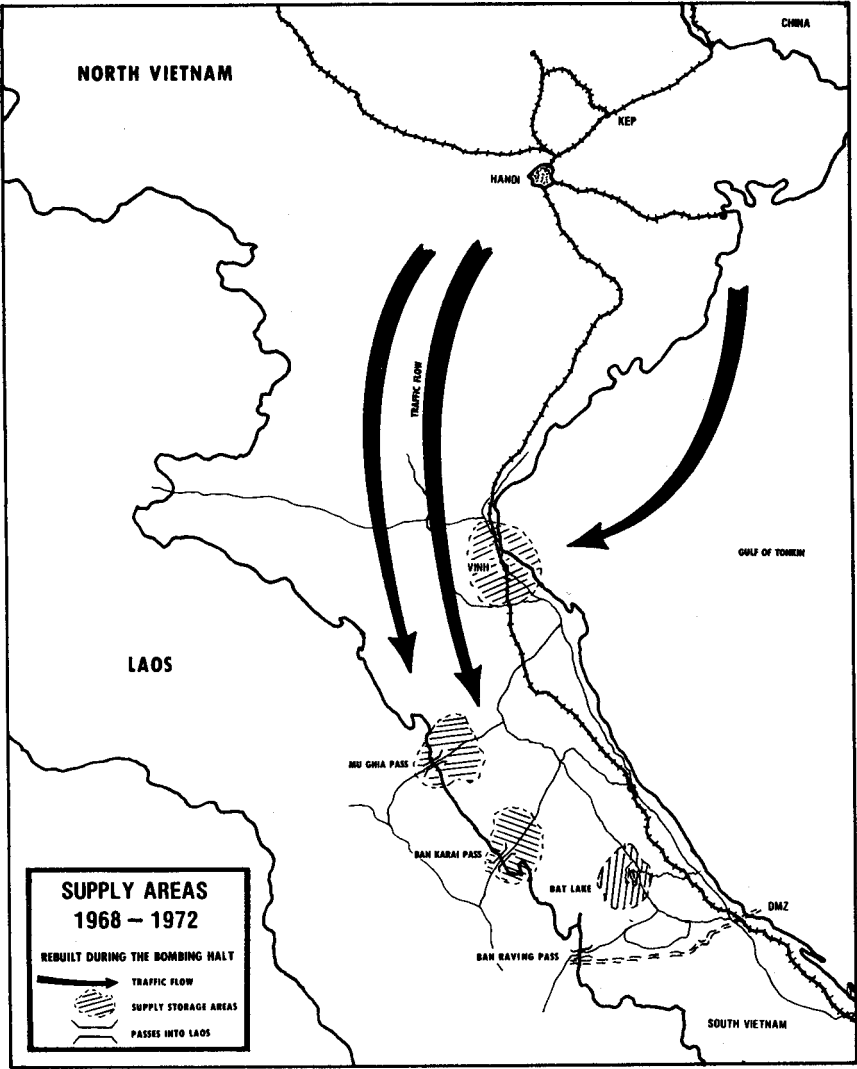 CHINA
NORTH VIETNAM
KEP
HANOI
TRAFFIC FLOW
GULF OF TONKIN
VINH
LAOS
MU GHIA PASS
BAN KARAI PASS
BAT LAKE
DMZ
BAN RAVING PASS
SOUTH VIETNAM
SUPPLY AREAS
1968 – 1972
REBUILT DURING THE BOMBING HALT
TRAFFIC FLOW
SUPPLY STORAGE AREAS
PASSES INTO LAOS